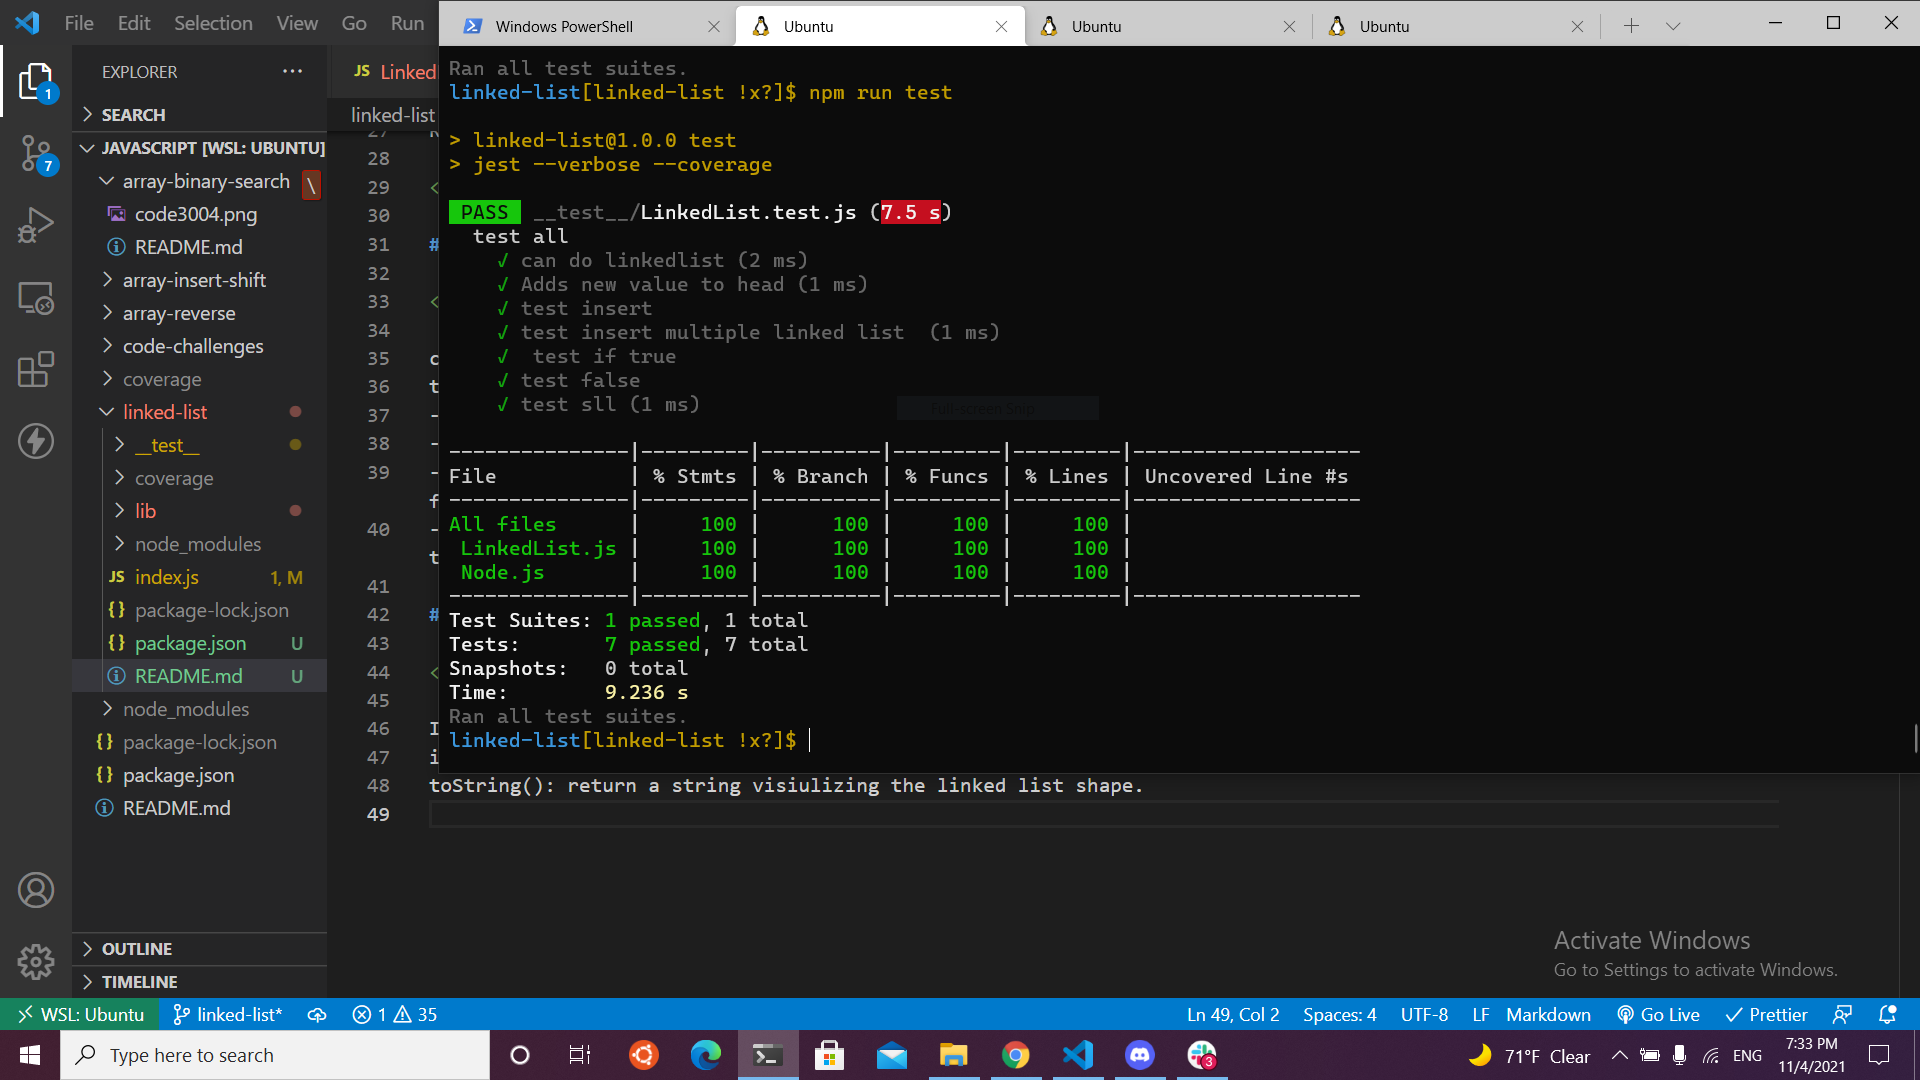 File Edit Selection View Go Run
Windows PowerShell
Ubuntu
Ubuntu
Ubuntu
EXPLORER
JS Linked
SEARCH
linked-list
JAVASCRIPT [WSL: UBUNTU]
array-binary-search
\
code3004.png
README.md
array-insert-shift
array-reverse
code-challenges
coverage
linked-list
__test__
coverage
lib
node_modules
JS index.js 1, M
{} package-lock.json
{} package.json U
README.md U
node_modules
{} package-lock.json
{} package.json
README.md
OUTLINE
TIMELINE
1
7
Ran all test suites.
linked-list[linked-list !x?]$ npm run test
> linked-list@1.0.0 test
> jest --verbose --coverage
PASS __test__/LinkedList.test.js (7.5 s)
test all
√ can do linkedlist (2 ms)
√ Adds new value to head (1 ms)
√ test insert
√ test insert multiple linked list (1 ms)
√ test if true
√ test false
√ test sll (1 ms)
Full-screen Snip
---------------|---------|----------|---------|---------|-------------------
File | % Stmts | % Branch | % Funcs | % Lines | Uncovered Line #s
---------------|---------|----------|---------|---------|-------------------
All files | 100 | 100 | 100 | 100 |
LinkedList.js | 100 | 100 | 100 | 100 |
Node.js | 100 | 100 | 100 | 100 |
---------------|---------|----------|---------|---------|-------------------
Test Suites: 1 passed, 1 total
Tests: 7 passed, 7 total
Snapshots: 0 total
Time: 9.236 s
Ran all test suites.
linked-list[linked-list !x?]$
27
28
29 <
30
31 #
32
33 <
34
35 c
36 t
37 -
38 -
39 -
f
40 -
t
41
42 #
43
44 <
45
46 I
47 i
48 toString(): return a string visiulizing the linked list shape.
49
Activate Windows
Go to Settings to activate Windows.
WSL: Ubuntu linked-list* 1 35 Ln 49, Col 2 Spaces: 4 UTF-8 LF Markdown Go Live Prettier
Type here to search
3
71°F Clear
ENG
7:33 PM
11/4/2021